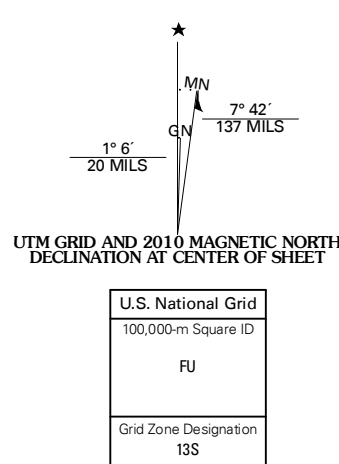 ★
MN
7° 42´
137 MILS
GN
1° 6´
20 MILS
UTM GRID AND 2010 MAGNETIC NORTH
DECLINATION AT CENTER OF SHEET
U.S. National Grid
100,000-m Square ID
FU
Grid Zone Designation
13S